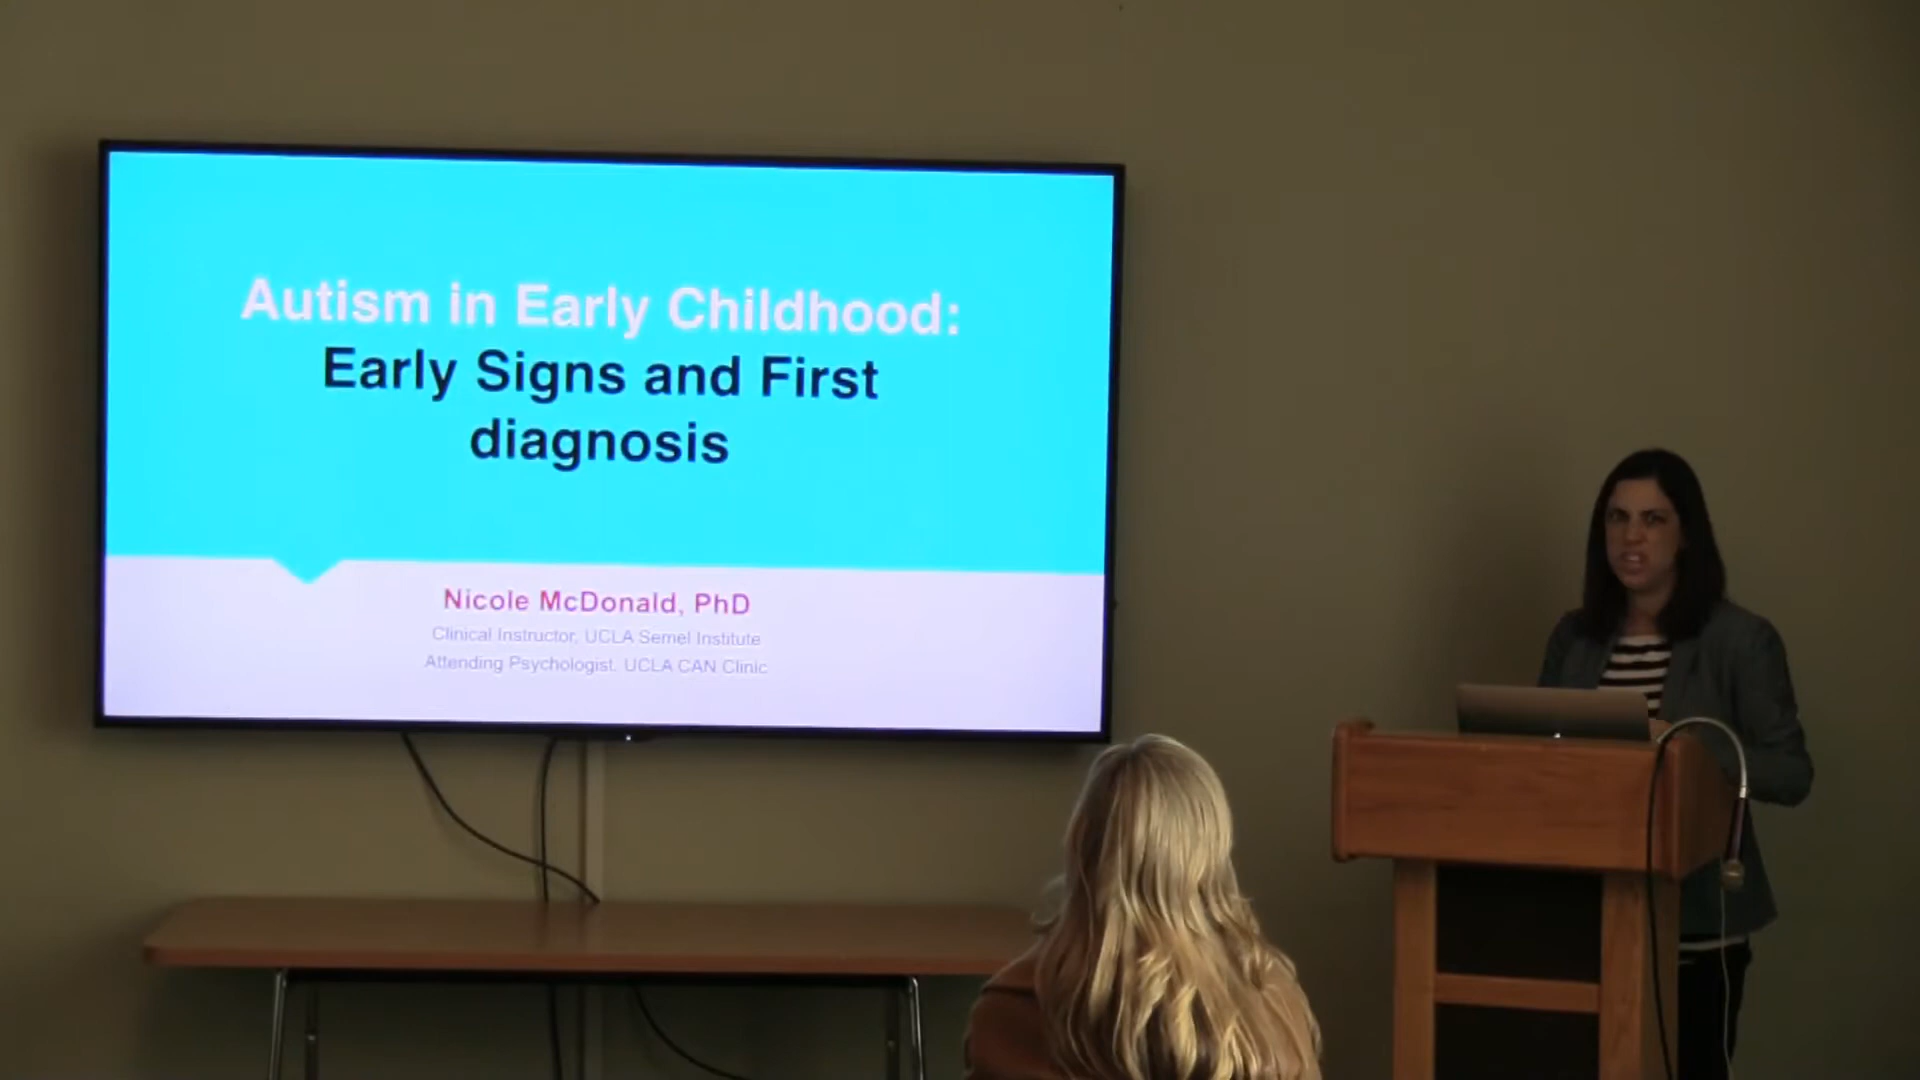 Autism in Early Childhood:
Early Signs and First
diagnosis
Nicole McDonald, PhD
Clinical Instructor, UCLA Semel Institute
Attending Psychologist, UCLA CAN Clinic